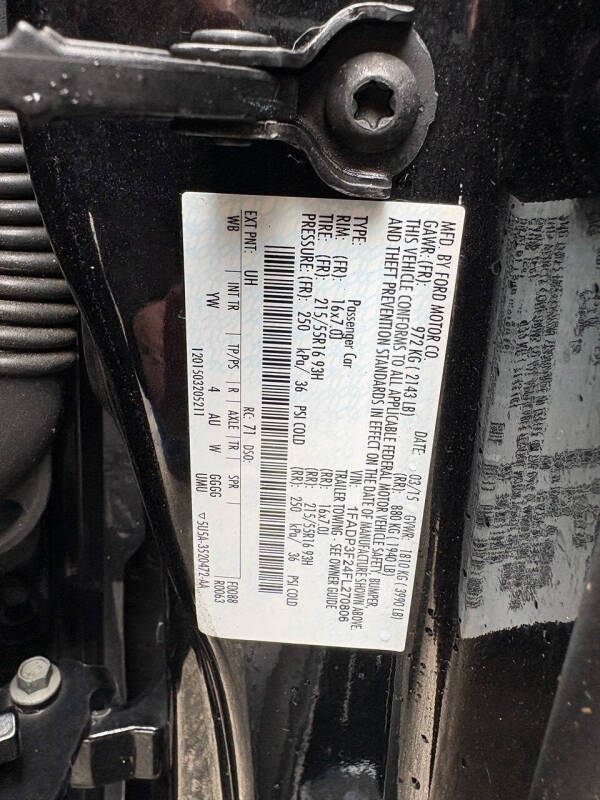 MFD. BY FORD MOTOR CO.
DATE: 03/15 GVWR: 1810 KG ( 3990 LB)
GAWR: (FR): 972 KG ( 2143 LB) (RR): 880 KG ( 1940 LB)
THIS VEHICLE CONFORMS TO ALL APPLICABLE FEDERAL MOTOR VEHICLE SAFETY, BUMPER,
AND THEFT PREVENTION STANDARDS IN EFFECT ON THE DATE OF MANUFACTURE SHOWN ABOVE.
VIN: 1FADP3F24FL270806
TYPE: Passenger Car TRAILER TOWING - SEE OWNER GUIDE
RIM: (FR): 16x7.0J (RR): 16x7.0J
TIRE: (FR): 215/55R16 93H (RR): 215/55R16 93H
PRESSURE: (FR): 250 kPa/ 36 PSI COLD (RR): 250 kPa/ 36 PSI COLD
EXT PNT: UH RC: 71 DSO: F0088
WB INT TR TP/PS R AXLE TR SPR R0063
YW 4 AU W GGGG UMU
1201503205211 ▽ 5U5A-3520472-AA